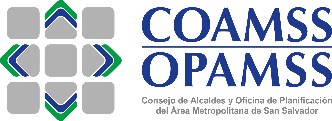 COAMSS
OPAMSS
Consejo de Alcaldes y Oficina de Planificación
del Área Metropolitana de San Salvador